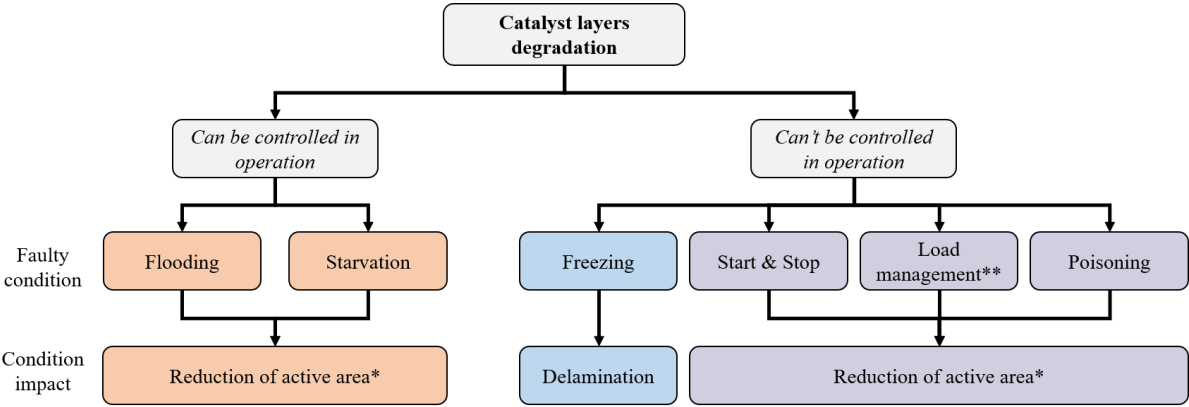 Catalyst layers
degradation
Can be controlled in
operation
Can't be controlled
in operation
Faulty
condition
Flooding
Starvation
Freezing
Start & Stop
Load
management**
Poisoning
Condition
impact
Reduction of active area*
Delamination
Reduction of active area*